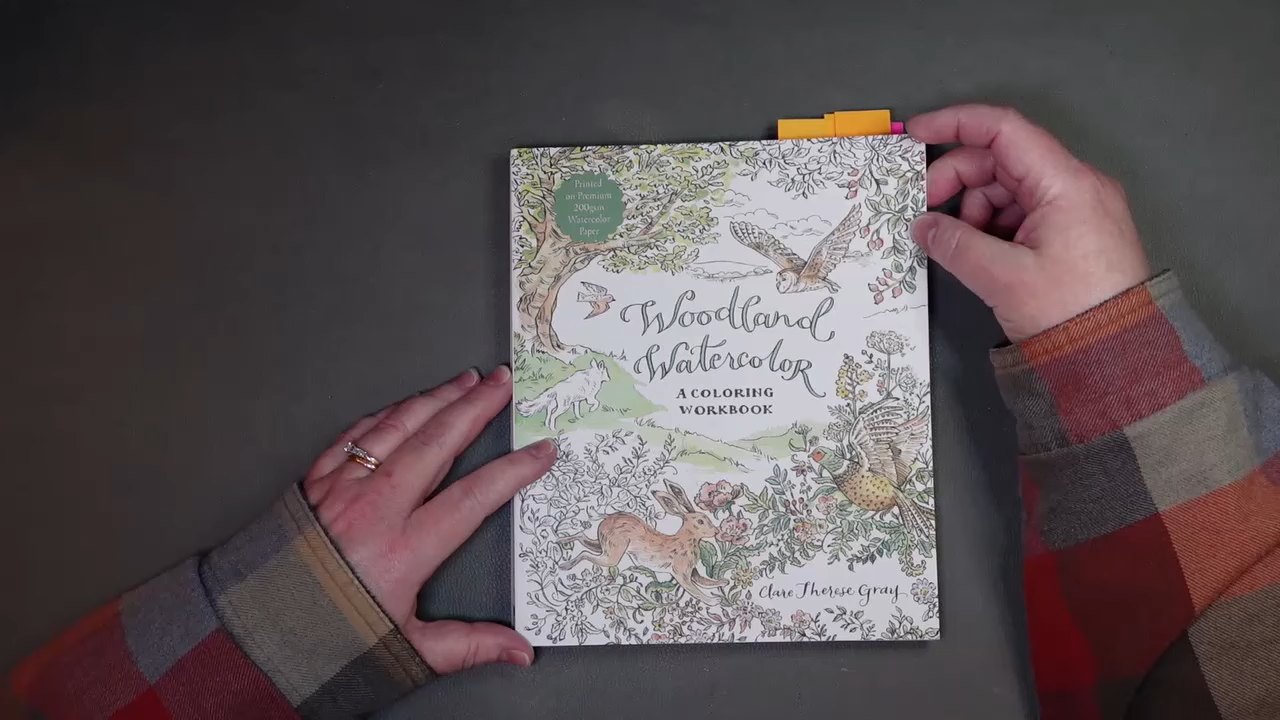 Printed
on Premium
200gsm
Watercolor
Paper
Woodland
Watercolor
A COLORING
WORKBOOK
Clare Therese Gray